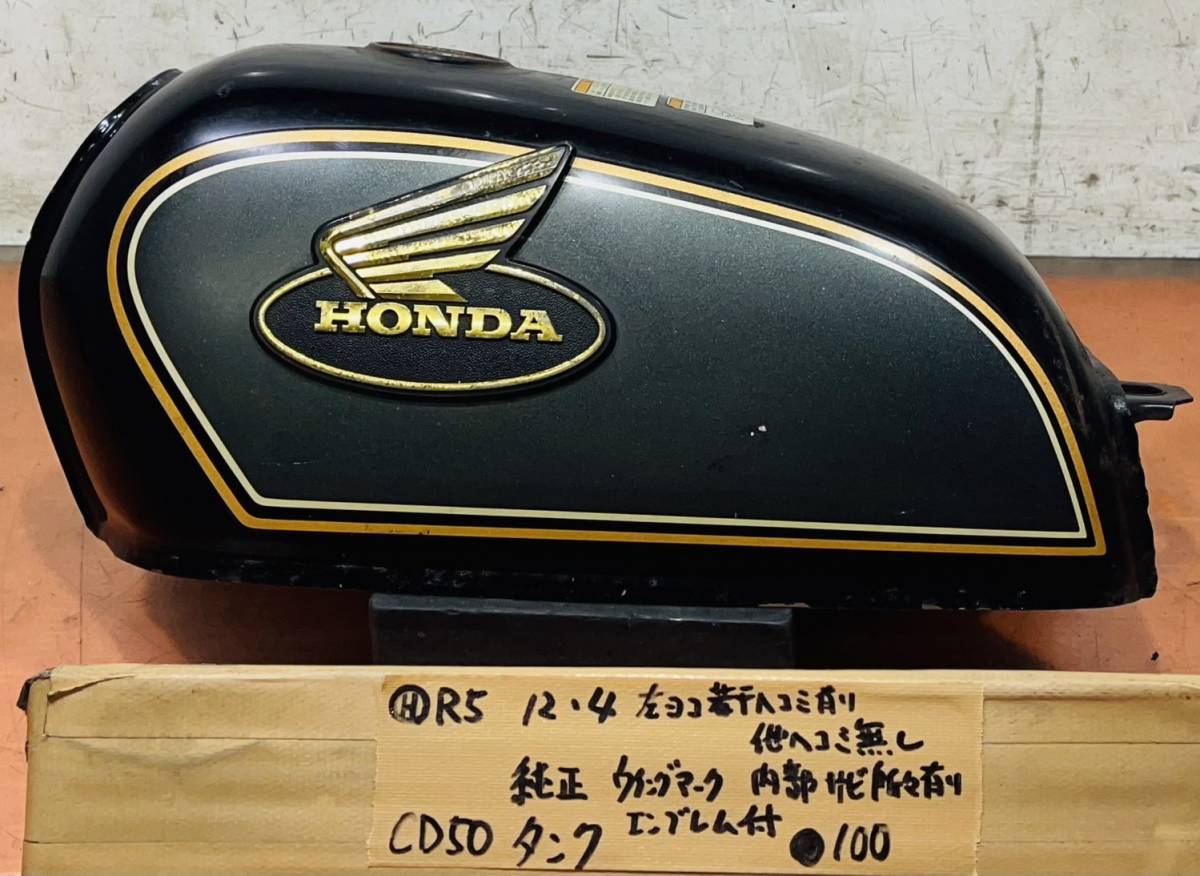 HONDA
ⒽR5 12・4 左ヨコ若干ヘコミ有り
他ヘコミ無し
純正 ウイングマーク 内部サビ所々有り
エンブレム付
CD50 タンク ●100